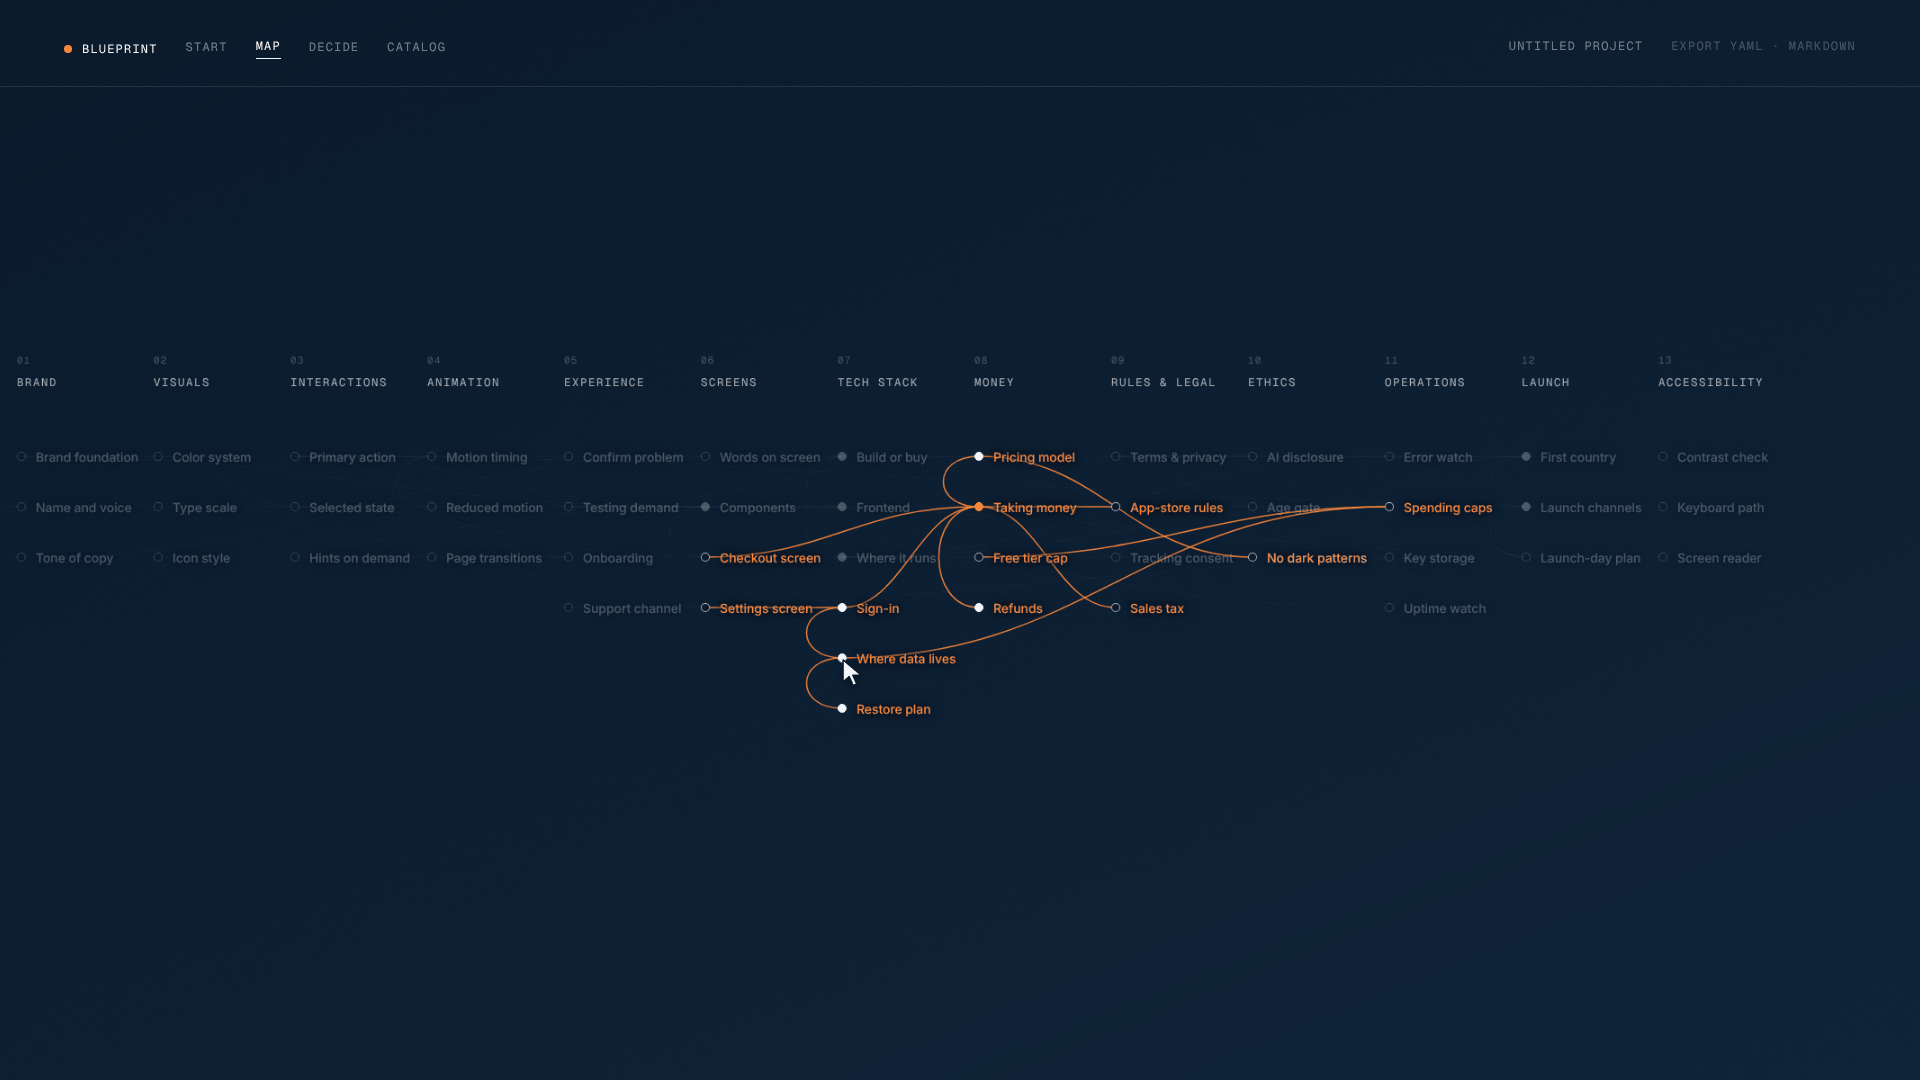 BLUEPRINT START MAP DECIDE CATALOG UNTITLED PROJECT EXPORT YAML · MARKDOWN
01 02 03 04 05 06 07 08 09 10 11 12 13
BRAND VISUALS INTERACTIONS ANIMATION EXPERIENCE SCREENS TECH STACK MONEY RULES & LEGAL ETHICS OPERATIONS LAUNCH ACCESSIBILITY
Brand foundation Color system Primary action Motion timing Confirm problem Words on screen Build or buy Pricing model Terms & privacy AI disclosure Error watch First country Contrast check
Name and voice Type scale Selected state Reduced motion Testing demand Components Frontend Taking money App-store rules Age gate Spending caps Launch channels Keyboard path
Tone of copy Icon style Hints on demand Page transitions Onboarding Checkout screen Where it runs Free tier cap Tracking consent No dark patterns Key storage Launch-day plan Screen reader
Support channel Settings screen Sign-in Refunds Sales tax Uptime watch
Where data lives
Restore plan